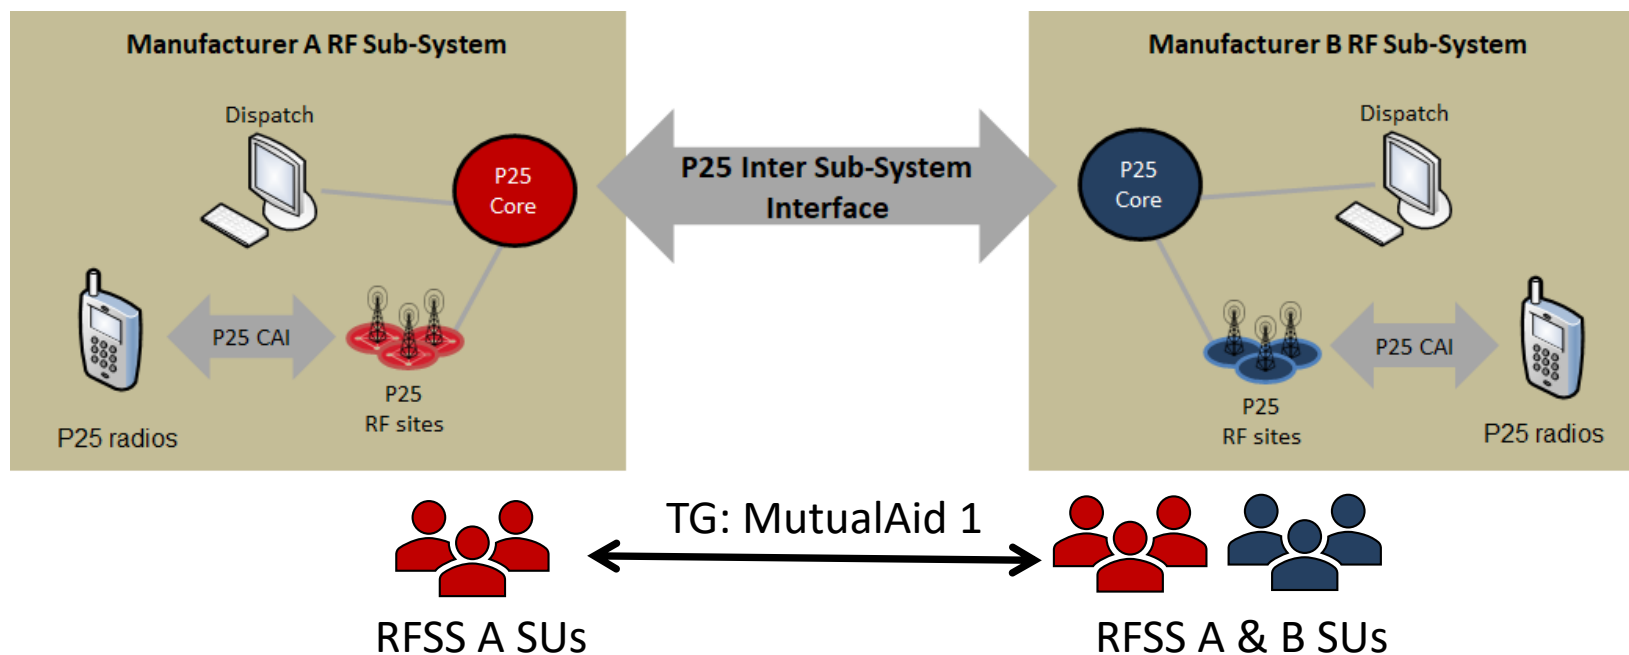 Manufacturer A RF Sub-System
Dispatch
P25
Core
P25 CAI
P25
RF sites
P25 radios
P25 Inter Sub-System
Interface
Manufacturer B RF Sub-System
Dispatch
P25
Core
P25 CAI
P25
RF sites
P25 radios
TG: MutualAid 1
RFSS A SUs
RFSS A & B SUs